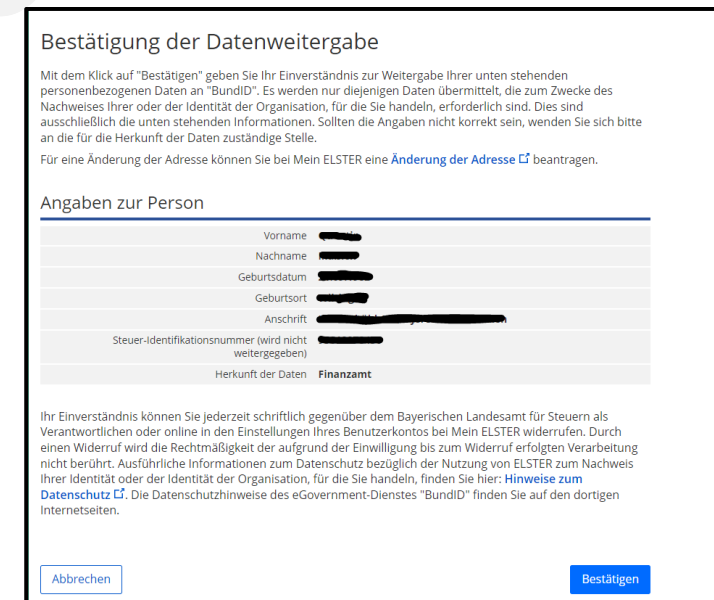 Bestätigung der Datenweitergabe
Mit dem Klick auf "Bestätigen" geben Sie Ihr Einverständnis zur Weitergabe Ihrer unten stehenden
personenbezogenen Daten an "BundID". Es werden nur diejenigen Daten übermittelt, die zum Zwecke des
Nachweises Ihrer oder der Identität der Organisation, für die Sie handeln, erforderlich sind. Dies sind
ausschließlich die unten stehenden Informationen. Sollten die Angaben nicht korrekt sein, wenden Sie sich bitte
an die für die Herkunft der Daten zuständige Stelle.
Für eine Änderung der Adresse können Sie bei Mein ELSTER eine Änderung der Adresse beantragen.
Angaben zur Person
Vorname
Nachname
Geburtsdatum
Geburtsort
Anschrift
Steuer-Identifikationsnummer (wird nicht
weitergegeben)
Herkunft der Daten Finanzamt
Ihr Einverständnis können Sie jederzeit schriftlich gegenüber dem Bayerischen Landesamt für Steuern als
Verantwortlichen oder online in den Einstellungen Ihres Benutzerkontos bei Mein ELSTER widerrufen. Durch
einen Widerruf wird die Rechtmäßigkeit der aufgrund der Einwilligung bis zum Widerruf erfolgten Verarbeitung
nicht berührt. Ausführliche Informationen zum Datenschutz bezüglich der Nutzung von ELSTER zum Nachweis
Ihrer Identität oder der Identität der Organisation, für die Sie handeln, finden Sie hier: Hinweise zum
Datenschutz. Die Datenschutzhinweise des eGovernment-Dienstes "BundID" finden Sie auf den dortigen
Internetseiten.
Abbrechen Bestätigen